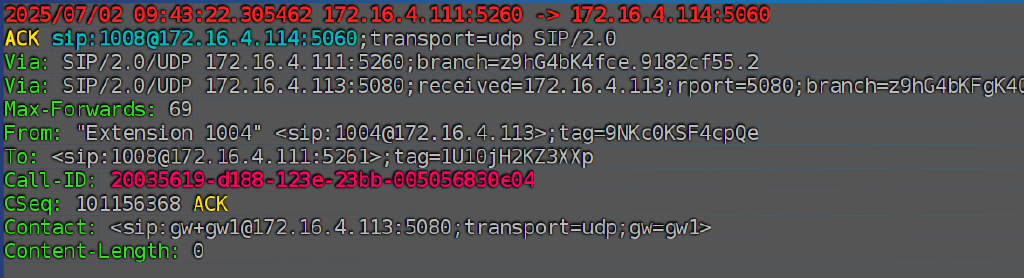 2025/07/02 09:43:22.305462 172.16.4.111:5260 -> 172.16.4.114:5060
ACK sip:1008@172.16.4.114:5060;transport=udp SIP/2.0
Via: SIP/2.0/UDP 172.16.4.111:5260;branch=z9hG4bK4fce.9182cf55.2
Via: SIP/2.0/UDP 172.16.4.113:5080;received=172.16.4.113;rport=5080;branch=z9hG4bKFgK40
Max-Forwards: 69
From: "Extension 1004" <sip:1004@172.16.4.113>;tag=9NKc0KSF4cpQe
To: <sip:1008@172.16.4.111:5261>;tag=1U10jH2KZ3XXp
Call-ID: 20035619-d188-123e-23bb-005056830e04
CSeq: 101156368 ACK
Contact: <sip:gw+gw1@172.16.4.113:5080;transport=udp;gw=gw1>
Content-Length: 0